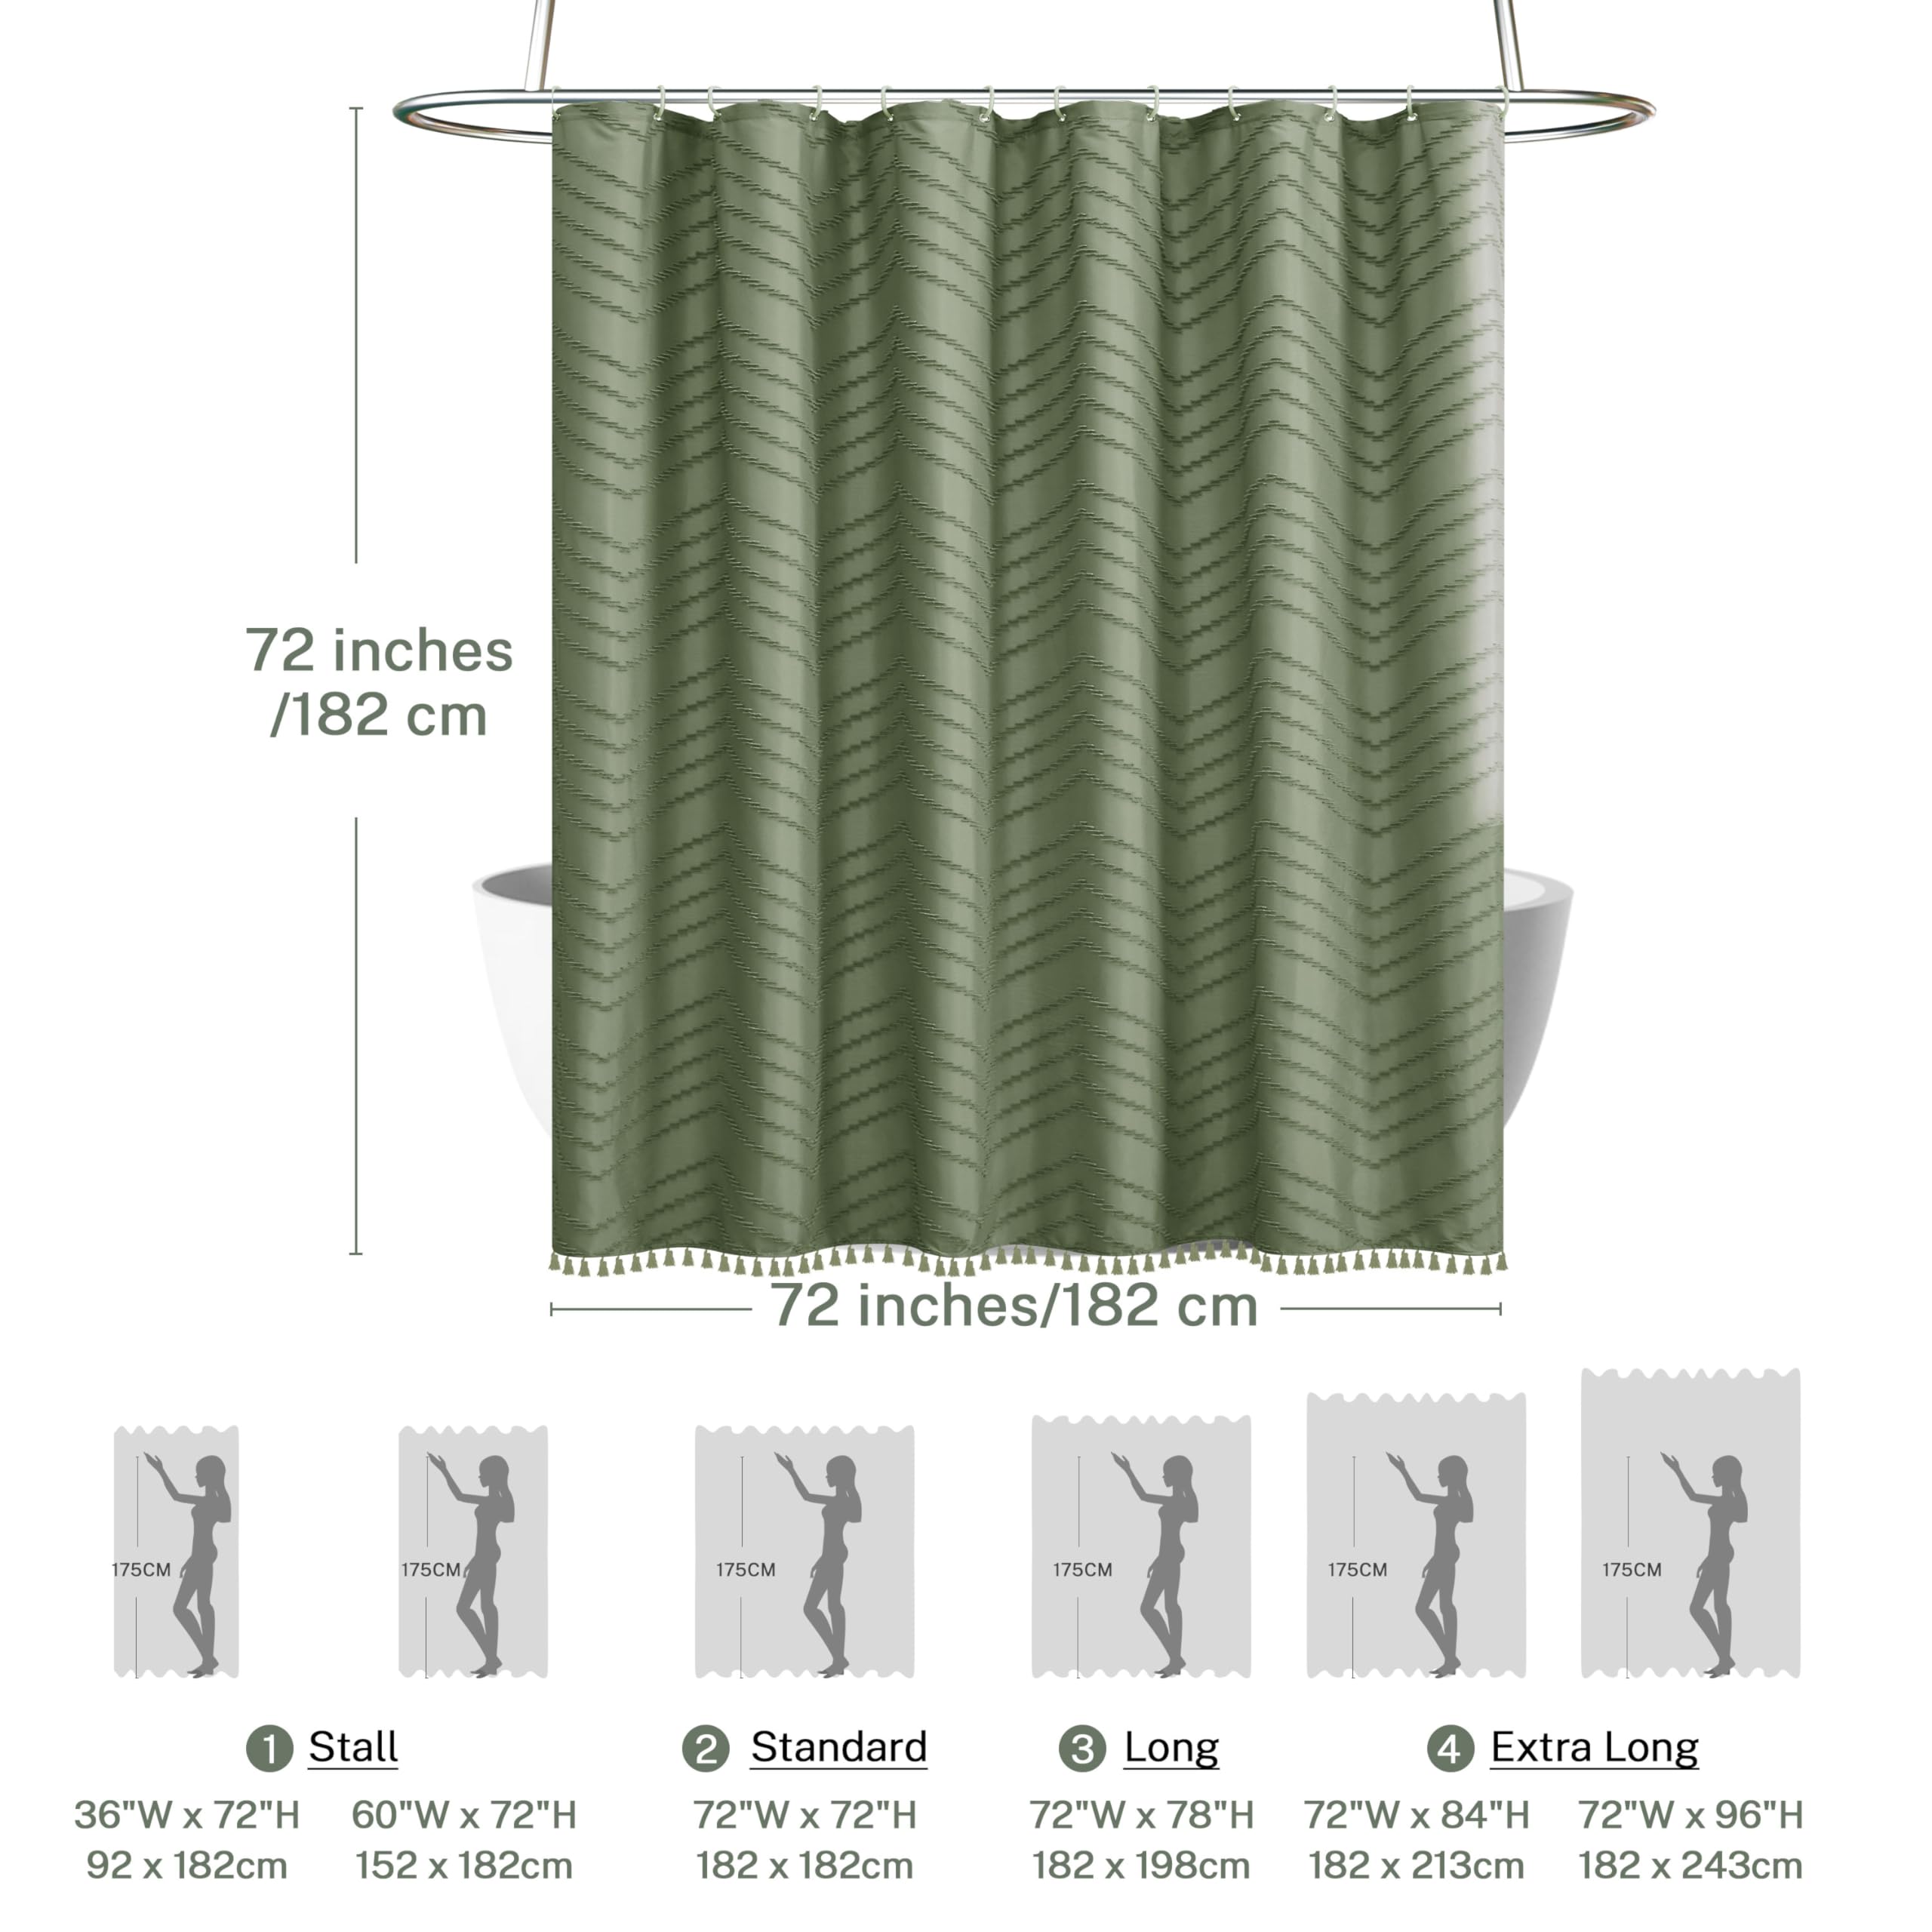 72 inches
/182 cm
72 inches/182 cm
175CM
175CM
175CM
175CM
175CM
175CM
1 Stall
2 Standard
3 Long
4 Extra Long
36"W x 72"H
92 x 182cm
60"W x 72"H
152 x 182cm
72"W x 72"H
182 x 182cm
72"W x 78"H
182 x 198cm
72"W x 84"H
182 x 213cm
72"W x 96"H
182 x 243cm